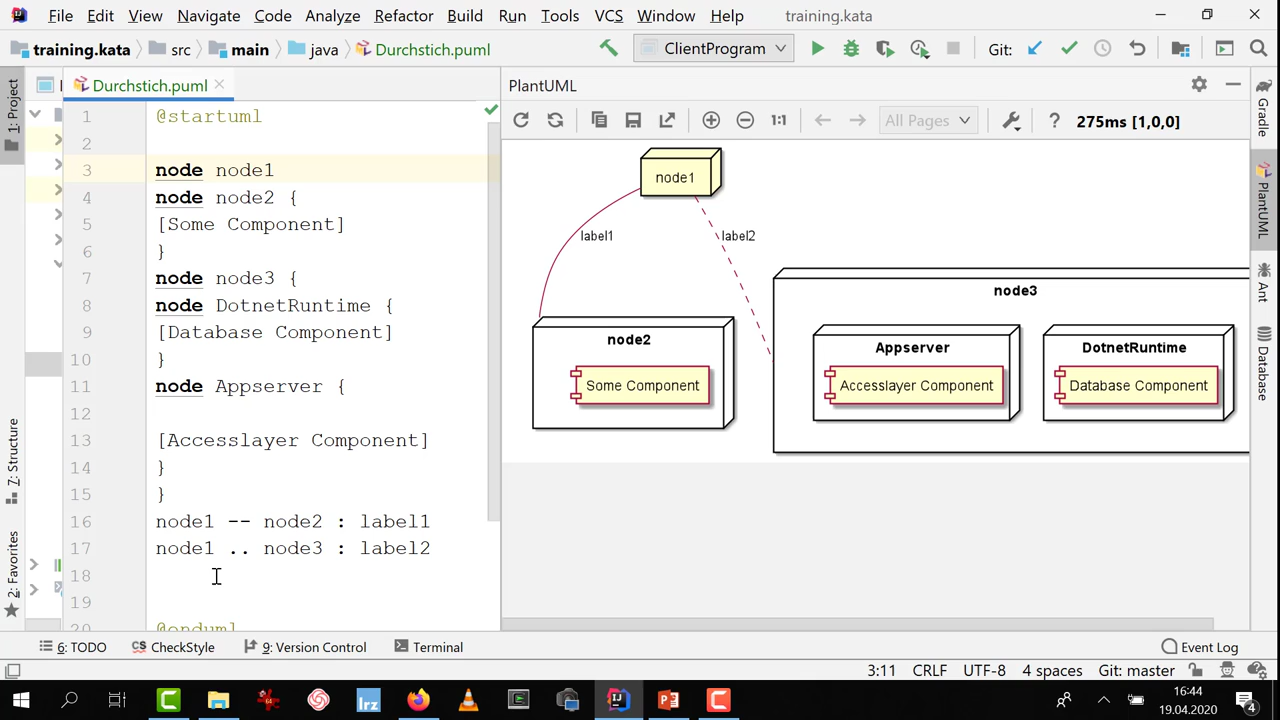 File Edit View Navigate Code Analyze Refactor Build Run Tools VCS Window Help training.kata
training.kata src main java Durchstich.puml ClientProgram Git:
Durchstich.puml PlantUML
All Pages 1:1 ? 275ms [1,0,0]
1 @startuml
2
3 node node1
4 node node2 {
5 [Some Component]
6 }
7 node node3 {
8 node DotnetRuntime {
9 [Database Component]
10 }
11 node Appserver {
12
13 [Accesslayer Component]
14 }
15 }
16 node1 -- node2 : label1
17 node1 .. node3 : label2
18
19
20 @enduml
node1
label1 label2
node3
node2 Appserver DotnetRuntime
Some Component Accesslayer Component Database Component
1: Project
7: Structure
2: Favorites
Gradle
PlantUML
Ant
Database
6: TODO CheckStyle 9: Version Control Terminal Event Log
3:11 CRLF UTF-8 4 spaces Git: master
lrz
16:44
19.04.2020
4